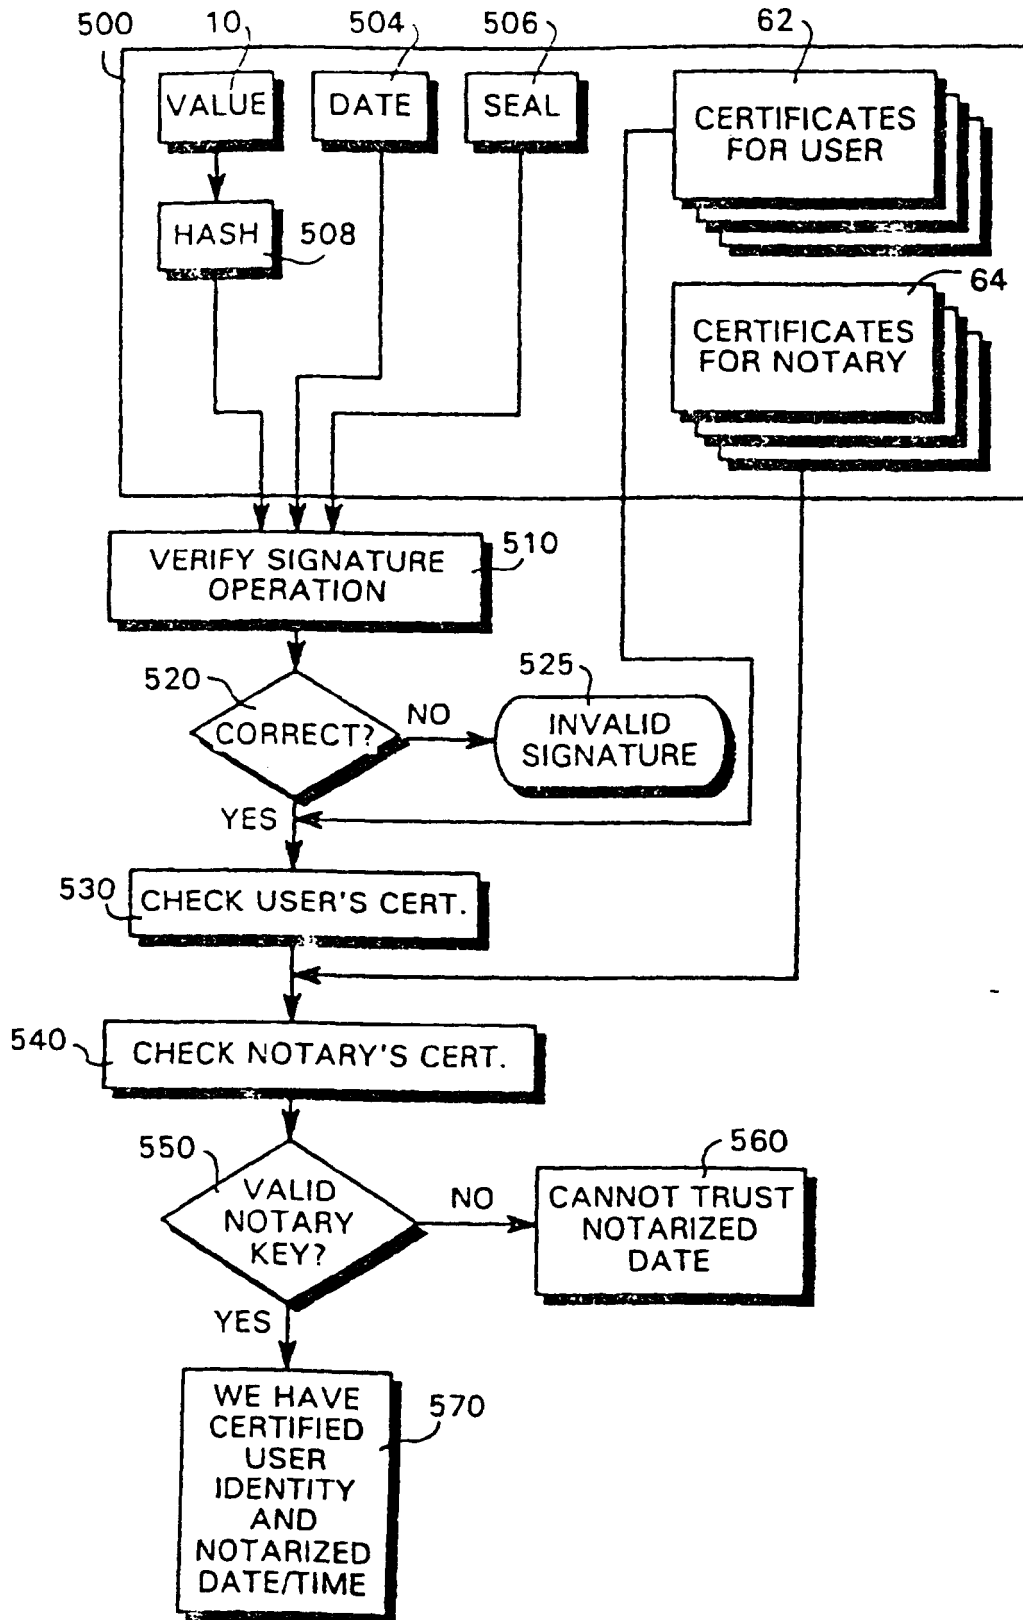 500
10
504
506
62
VALUE
DATE
SEAL
CERTIFICATES
FOR USER
HASH
508
64
CERTIFICATES
FOR NOTARY
VERIFY SIGNATURE
OPERATION
510
520
CORRECT?
NO
525
INVALID
SIGNATURE
YES
530
CHECK USER'S CERT.
540
CHECK NOTARY'S CERT.
550
VALID
NOTARY
KEY?
NO
560
CANNOT TRUST
NOTARIZED
DATE
YES
WE HAVE
CERTIFIED
USER
IDENTITY
AND
NOTARIZED
DATE/TIME
570